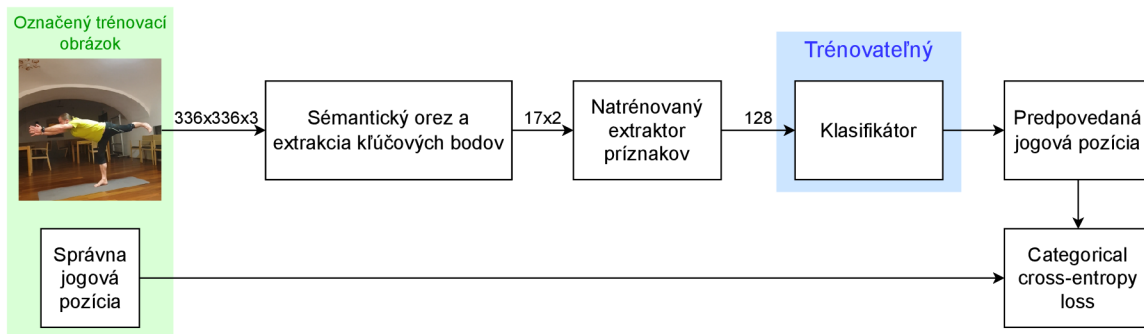 Označený trénovací
obrázok
336x336x3
Sémantický orez a
extrakcia kľúčových bodov
17x2
Natrénovaný
extraktor
príznakov
128
Trénovateľný
Klasifikátor
Predpovedaná
jogová pozícia
Správna
jogová
pozícia
Categorical
cross-entropy
loss